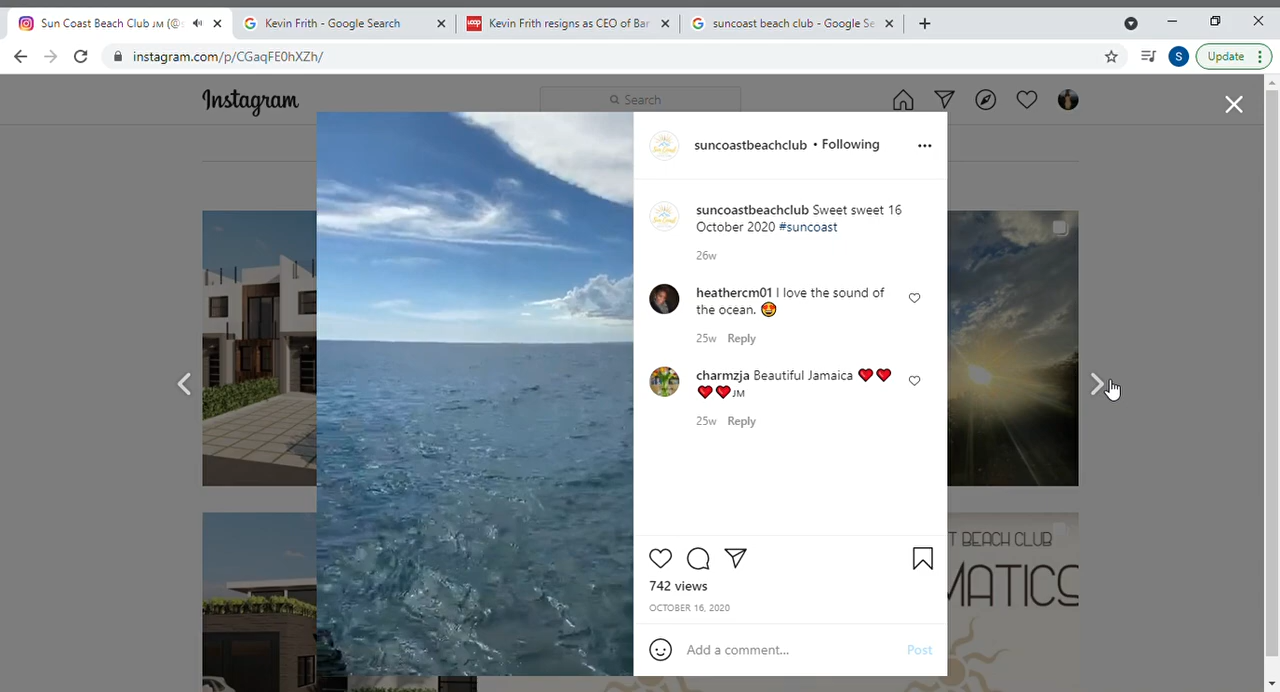 Sun Coast Beach Club JM (@
Kevin Frith - Google Search
Kevin Frith resigns as CEO of Bar
suncoast beach club - Google Se
instagram.com/p/CGaqFE0hXZh/
S
Update
Instagram
Search
suncoastbeachclub • Following
suncoastbeachclub Sweet sweet 16
October 2020 #suncoast
26w
heathercm01 I love the sound of
the ocean. 🤩
25w Reply
charmzja Beautiful Jamaica ❤️❤️
❤️❤️JM
25w Reply
742 views
OCTOBER 16, 2020
Add a comment...
Post
T BEACH CLUB
MATICS